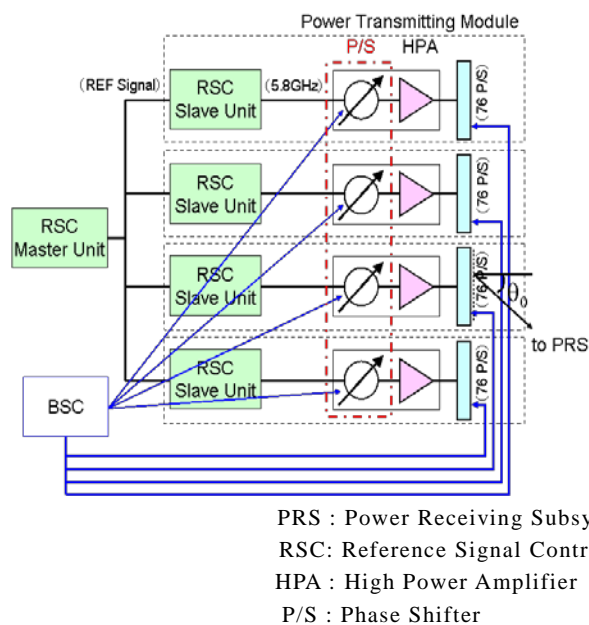 Power Transmitting Module
P/S HPA
(REF Signal)
RSC
Slave Unit
(5.8GHz)
(76 P/S)
RSC
Slave Unit
(76 P/S)
RSC
Master Unit
RSC
Slave Unit
(76 P/S)
θ0
to PRS
RSC
Slave Unit
(76 P/S)
BSC
PRS : Power Receiving Subsy
RSC: Reference Signal Contr
HPA : High Power Amplifier
P/S : Phase Shifter